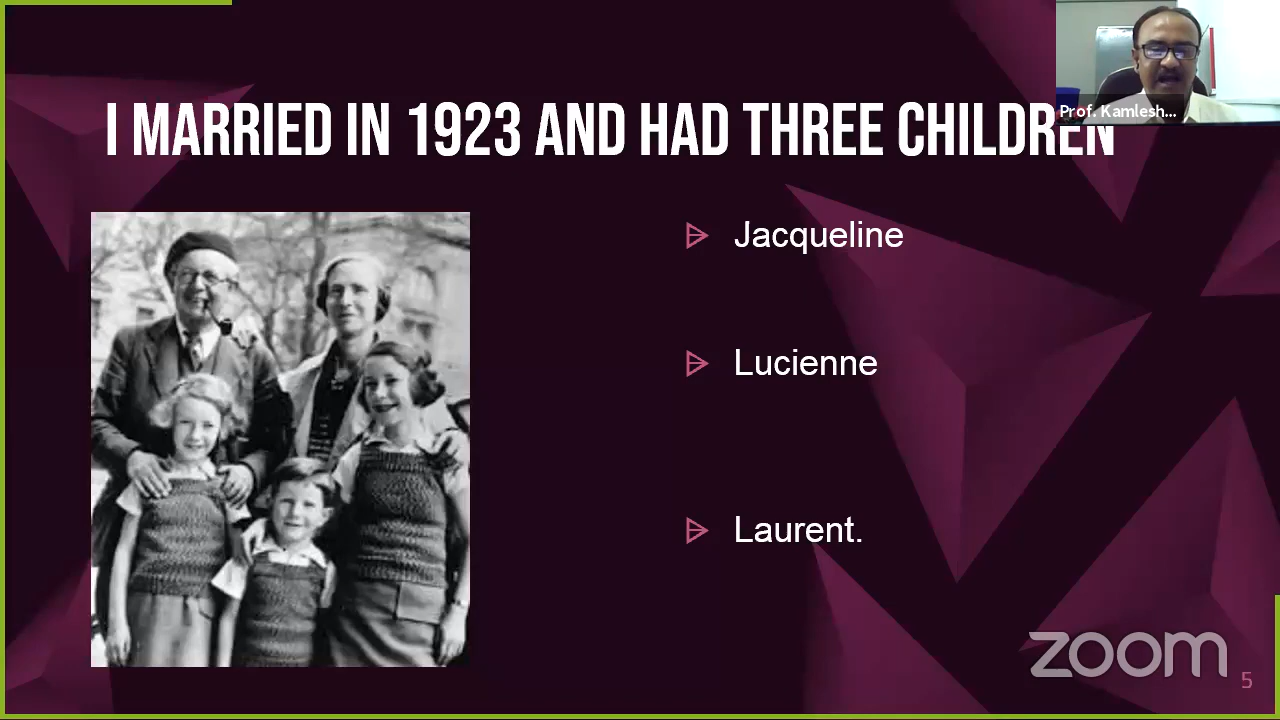 I MARRIED IN 1923 AND HAD THREE CHILDREN
Prof. Kamlesh...
Jacqueline
Lucienne
Laurent.
zoom
5